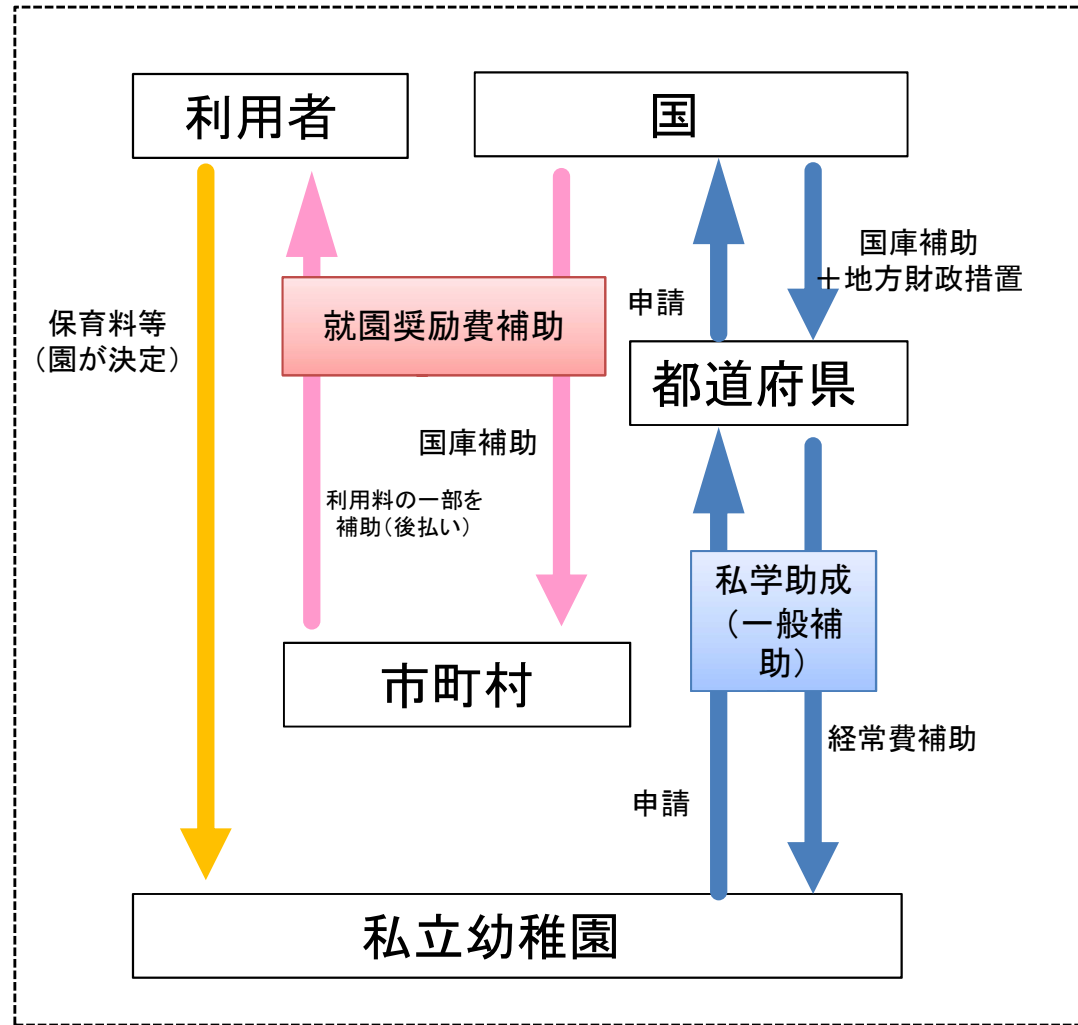 利用者
国
国庫補助
＋地方財政措置
申請
保育料等
（園が決定）
就園奨励費補助
都道府県
国庫補助
利用料の一部を
補助（後払い）
私学助成
（一般補
助）
市町村
経常費補助
申請
私立幼稚園